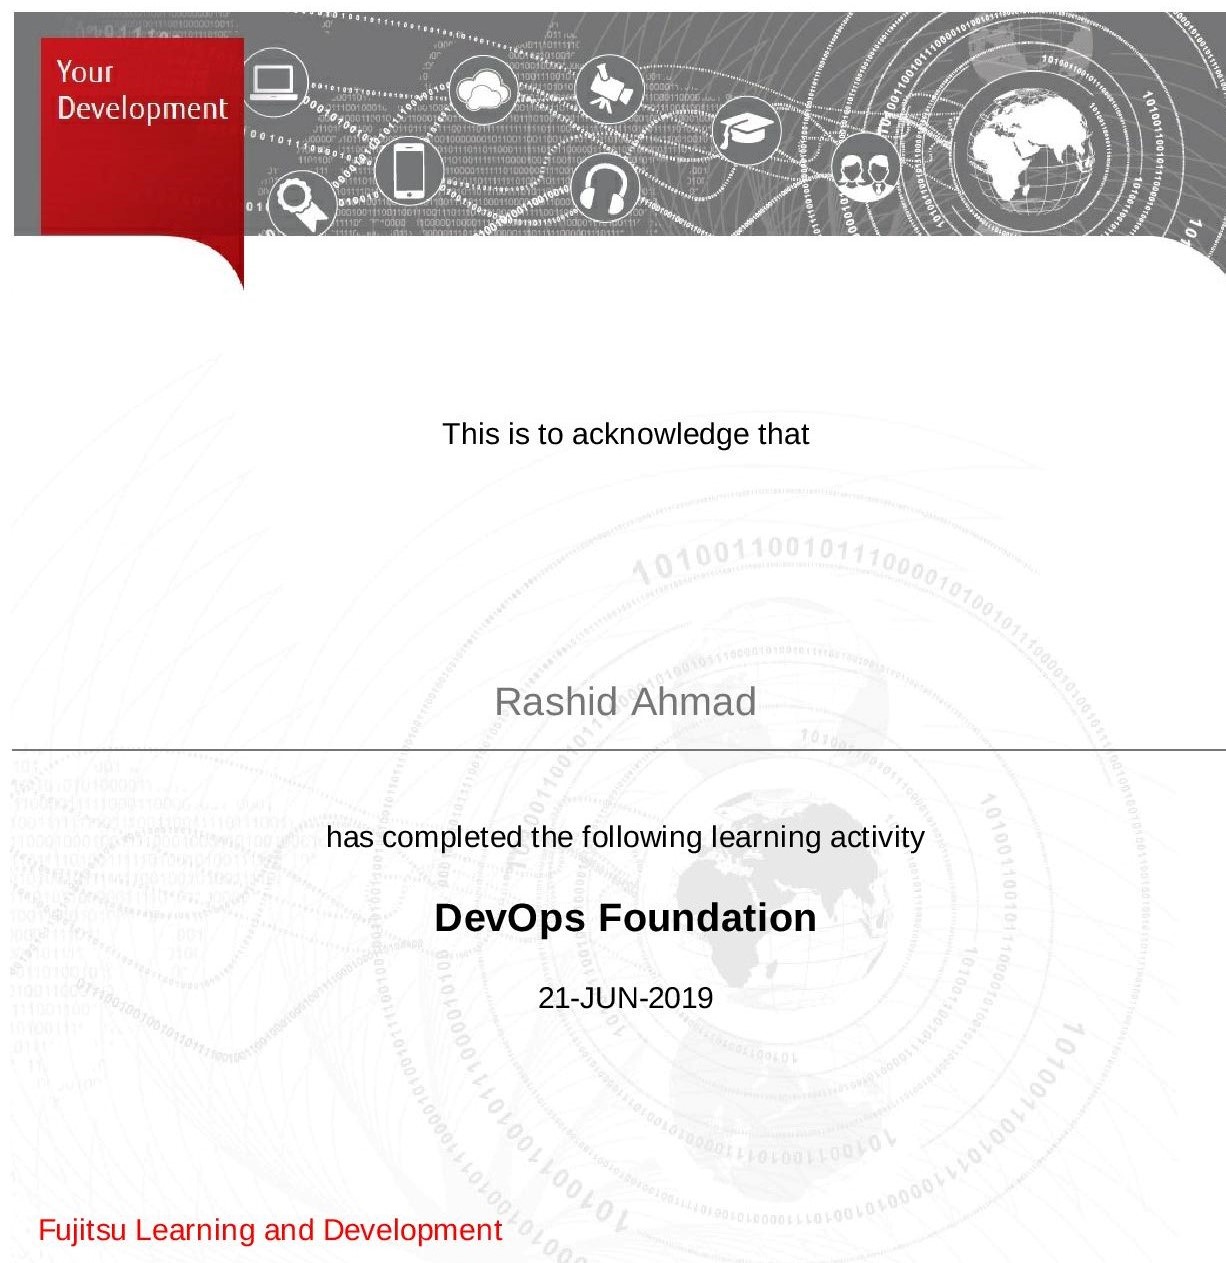 Your
Development
This is to acknowledge that
Rashid Ahmad
has completed the following learning activity
DevOps Foundation
21-JUN-2019
Fujitsu Learning and Development